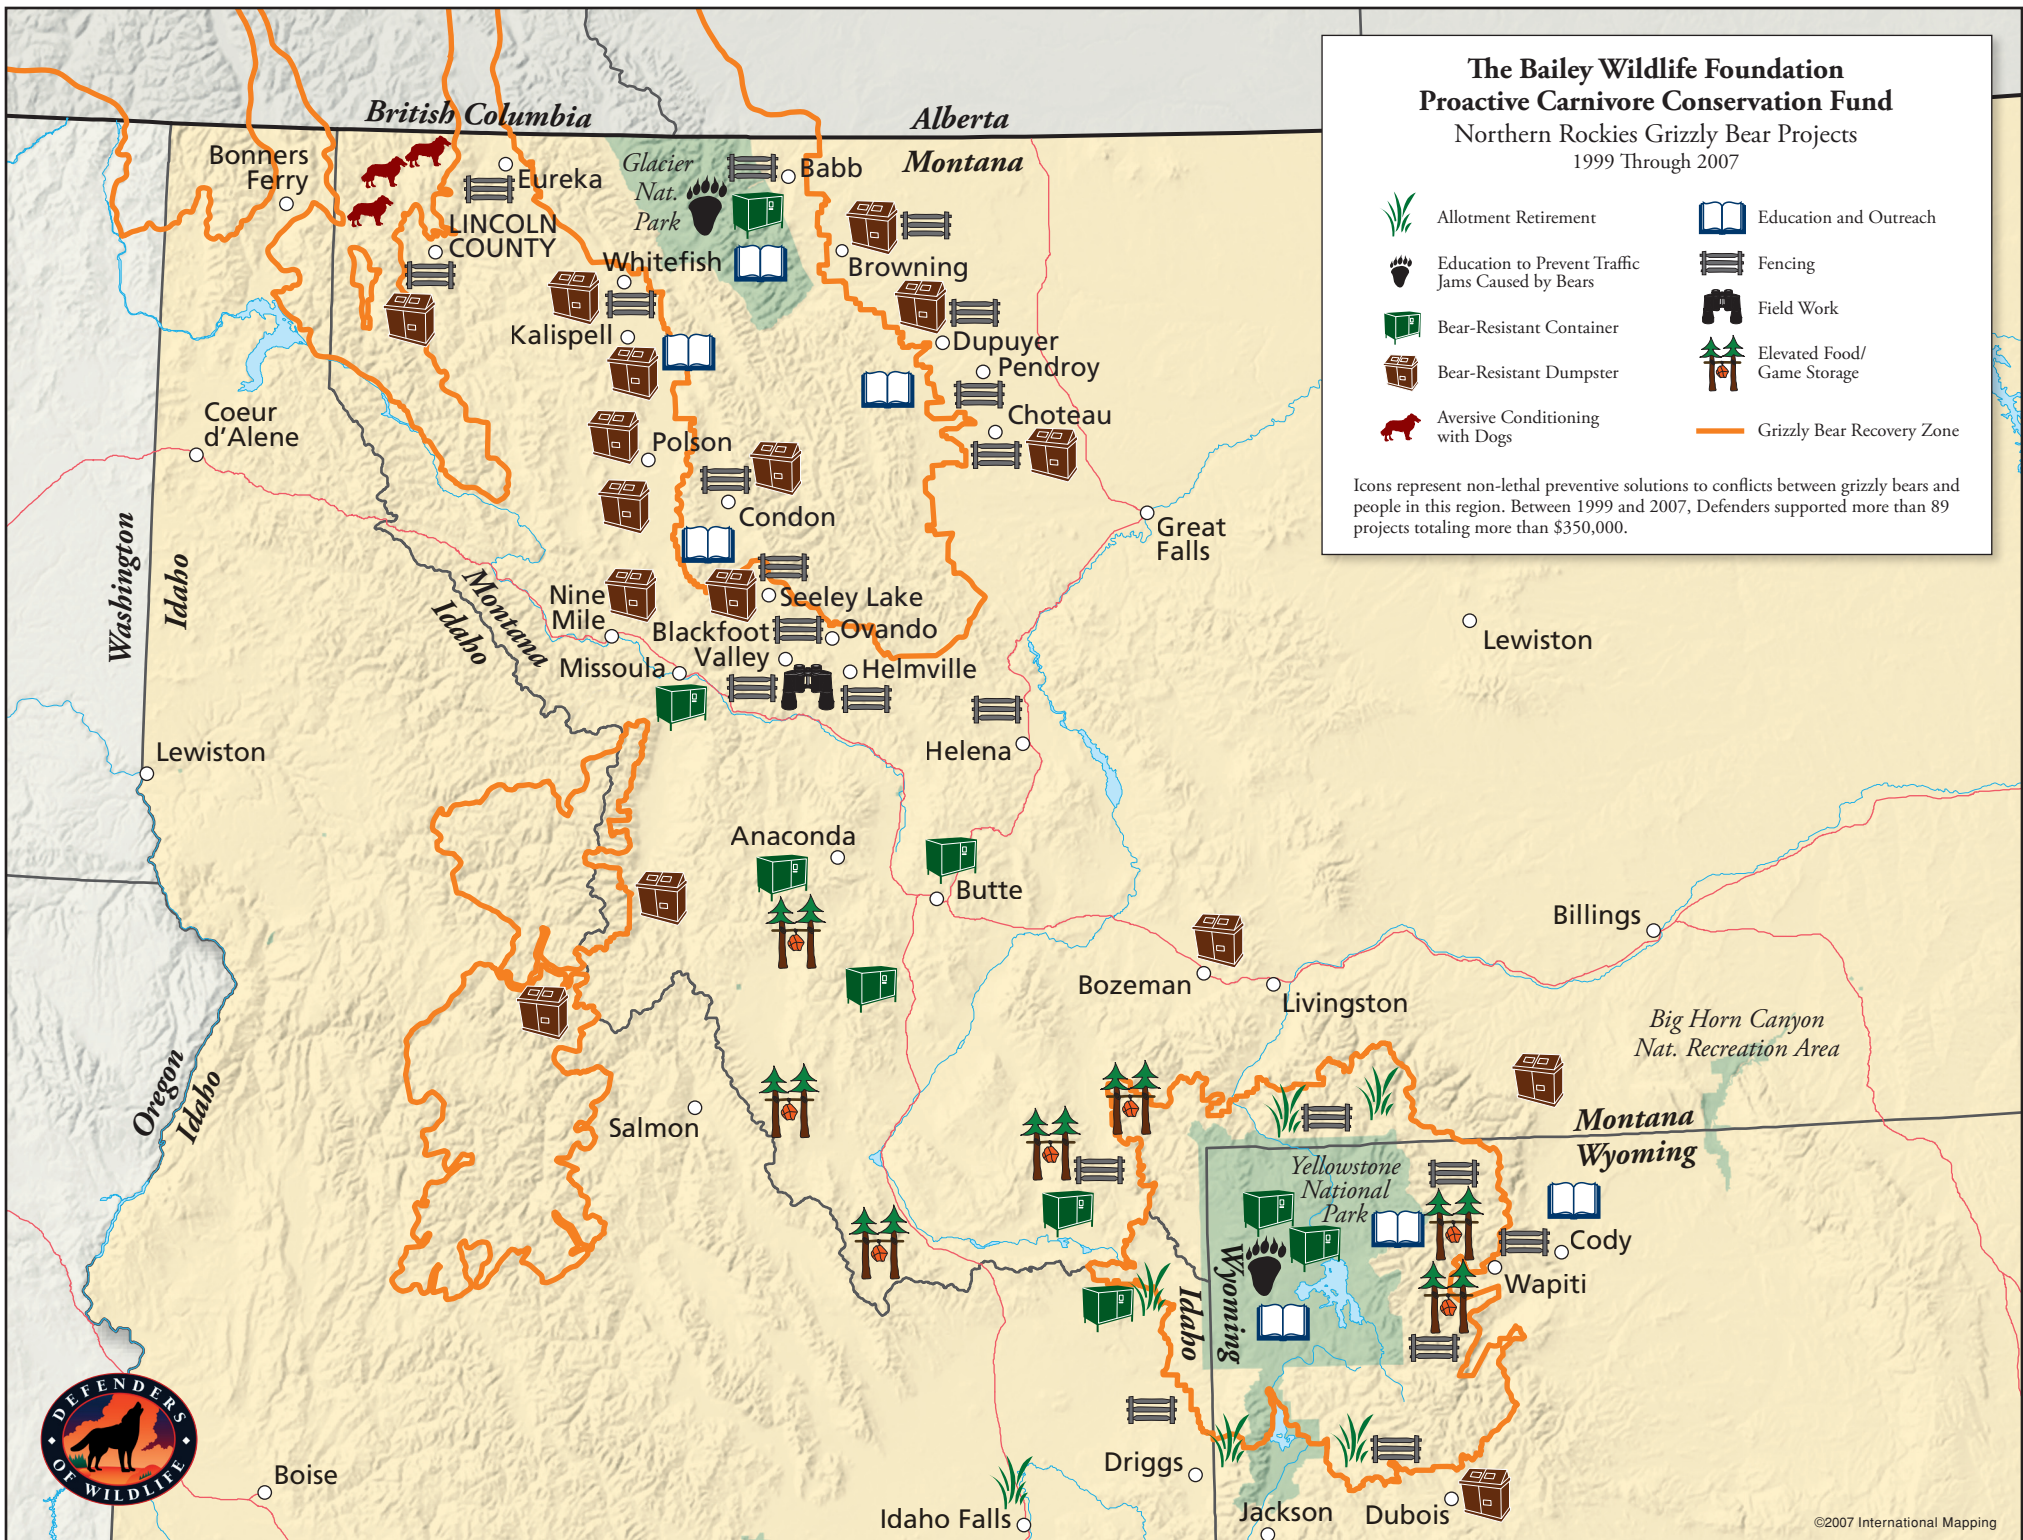 The Bailey Wildlife Foundation
Proactive Carnivore Conservation Fund
Northern Rockies Grizzly Bear Projects
1999 Through 2007
Allotment Retirement
Education to Prevent Traffic
Jams Caused by Bears
Bear-Resistant Container
Bear-Resistant Dumpster
Aversive Conditioning
with Dogs
Education and Outreach
Fencing
Field Work
Elevated Food/
Game Storage
Grizzly Bear Recovery Zone
Icons represent non-lethal preventive solutions to conflicts between grizzly bears and
people in this region. Between 1999 and 2007, Defenders supported more than 89
projects totaling more than $350,000.
British Columbia
Alberta
Montana
Bonners
Ferry
Eureka
LINCOLN
COUNTY
Glacier
Nat.
Park
Babb
Whitefish
Browning
Kalispell
Dupuyer
Pendroy
Choteau
Coeur
d'Alene
Polson
Condon
Great
Falls
Washington
Idaho
Montana
Idaho
Nine
Mile
Seeley Lake
Blackfoot
Valley
Ovando
Missoula
Helmville
Lewiston
Lewiston
Helena
Anaconda
Butte
Billings
Bozeman
Livingston
Big Horn Canyon
Nat. Recreation Area
Oregon
Idaho
Salmon
Montana
Wyoming
Yellowstone
National
Park
Cody
Wapiti
Idaho
Wyoming
Driggs
Boise
Idaho Falls
Jackson
Dubois
DEFENDERS
OF WILDLIFE
©2007 International Mapping